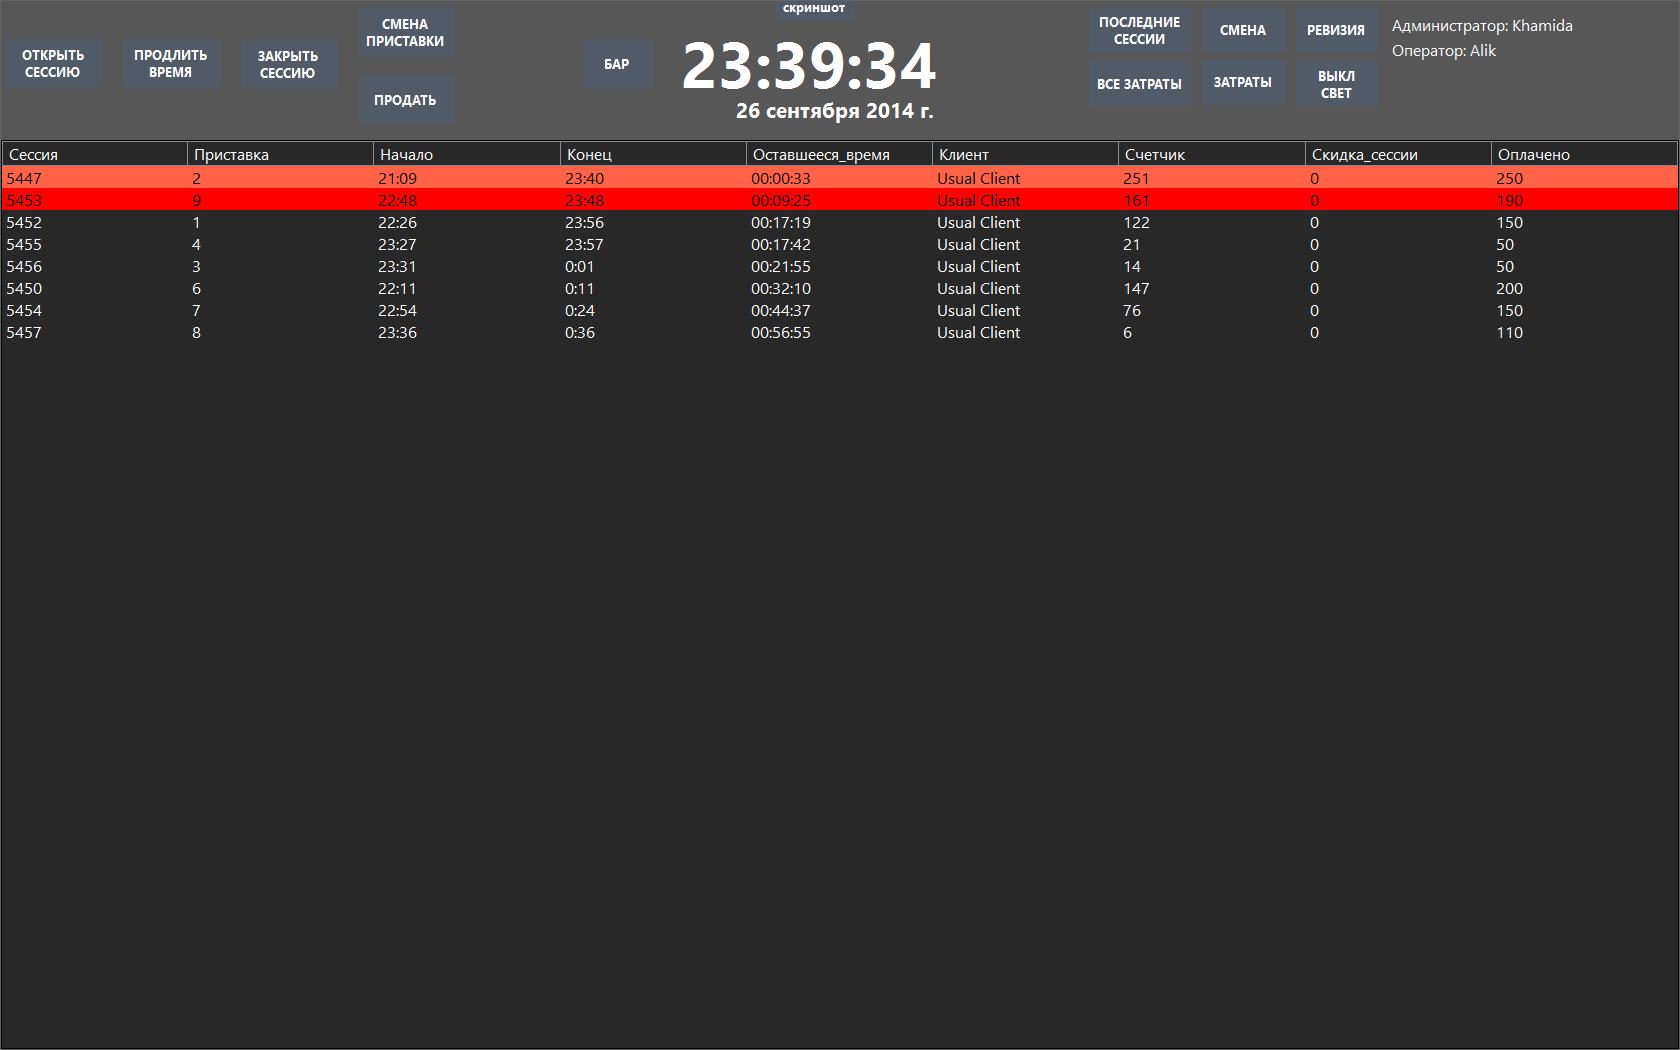 скриншот
ОТКРЫТЬ
СЕССИЮ
ПРОДЛИТЬ
ВРЕМЯ
ЗАКРЫТЬ
СЕССИЮ
СМЕНА
ПРИСТАВКИ
ПРОДАТЬ
БАР
23:39:34
26 сентября 2014 г.
ПОСЛЕДНИЕ
СЕССИИ
СМЕНА
РЕВИЗИЯ
ВСЕ ЗАТРАТЫ
ЗАТРАТЫ
ВЫКЛ
СВЕТ
Администратор: Khamida
Оператор: Alik
Сессия Приставка Начало Конец Оставшееся_время Клиент Счетчик Скидка_сессии Оплачено
5447 2 21:09 23:40 00:00:33 Usual Client 251 0 250
5453 9 22:48 23:48 00:09:25 Usual Client 161 0 190
5452 1 22:26 23:56 00:17:19 Usual Client 122 0 150
5455 4 23:27 23:57 00:17:42 Usual Client 21 0 50
5456 3 23:31 0:01 00:21:55 Usual Client 14 0 50
5450 6 22:11 0:11 00:32:10 Usual Client 147 0 200
5454 7 22:54 0:24 00:44:37 Usual Client 76 0 150
5457 8 23:36 0:36 00:56:55 Usual Client 6 0 110